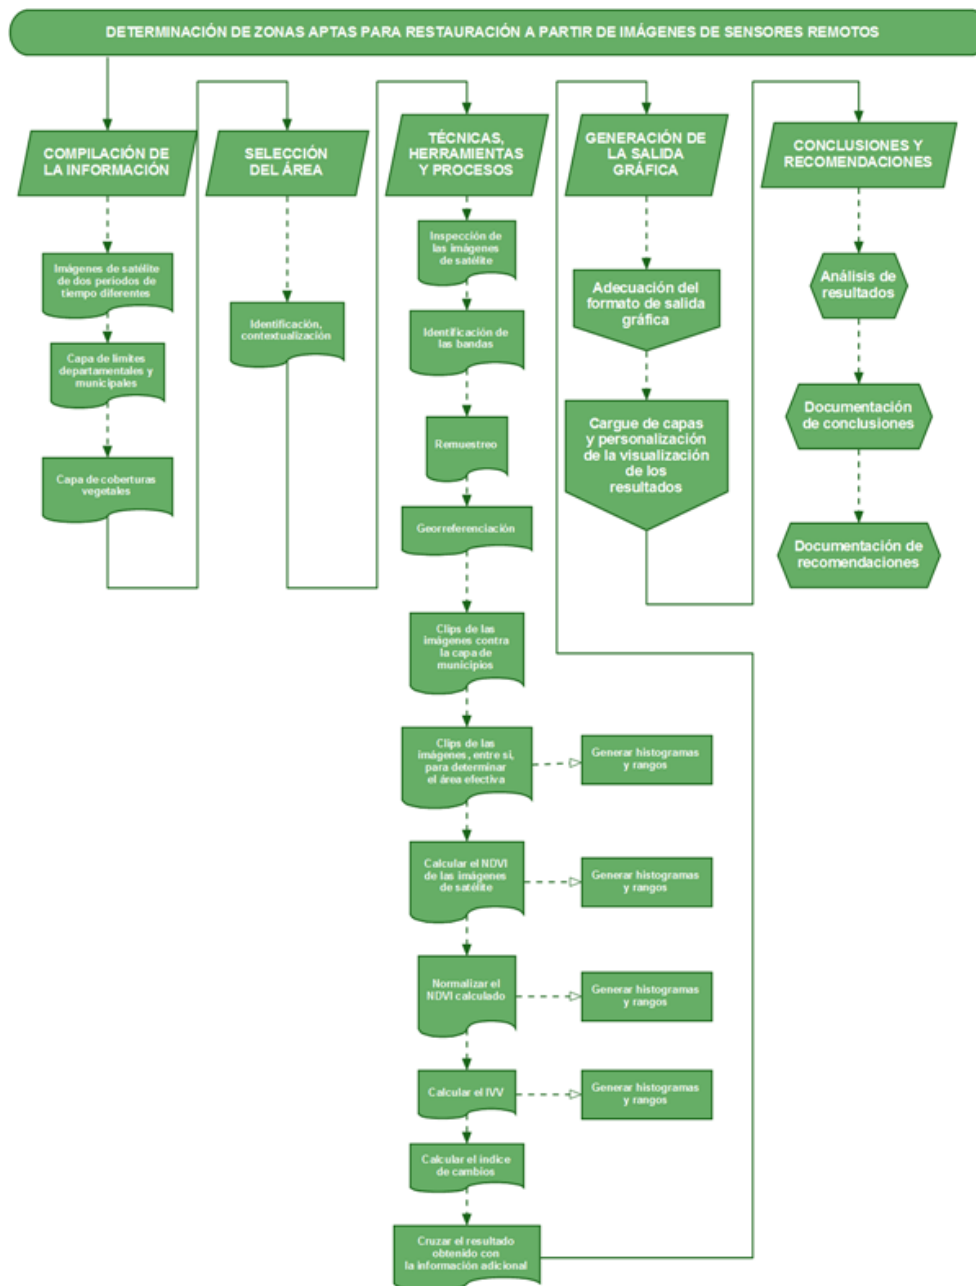 DETERMINACIÓN DE ZONAS APTAS PARA RESTAURACIÓN A PARTIR DE IMÁGENES DE SENSORES REMOTOS
COMPILACIÓN DE
LA INFORMACIÓN
Imágenes de satélite
de dos periodos de
tiempo diferentes
Capa de límites
departamentales y
municipales
Capa de coberturas
vegetales
SELECCIÓN
DEL ÁREA
Identificación,
contextualización
TÉCNICAS,
HERRAMIENTAS
Y PROCESOS
Inspección de
las imágenes
de satélite
Identificación de
las bandas
Remuestreo
Georreferenciación
Clips de las
imágenes contra
la capa de
municipios
Clips de las
imágenes, entre si,
para determinar
el área efectiva
Generar histogramas
y rangos
Calcular el NDVI
de las imágenes
de satélite
Generar histogramas
y rangos
Normalizar el
NDVI calculado
Generar histogramas
y rangos
Calcular el IVV
Generar histogramas
y rangos
Calcular el indice
de cambios
Cruzar el resultado
obtenido con
la información adicional
GENERACIÓN DE
LA SALIDA
GRÁFICA
Adecuación del
formato de salida
gráfica
Cargue de capas
y personalización
de la visualización
de los
resultados
CONCLUSIONES Y
RECOMENDACIONES
Análisis de
resultados
Documentación
de conclusiones
Documentación de
recomendaciones